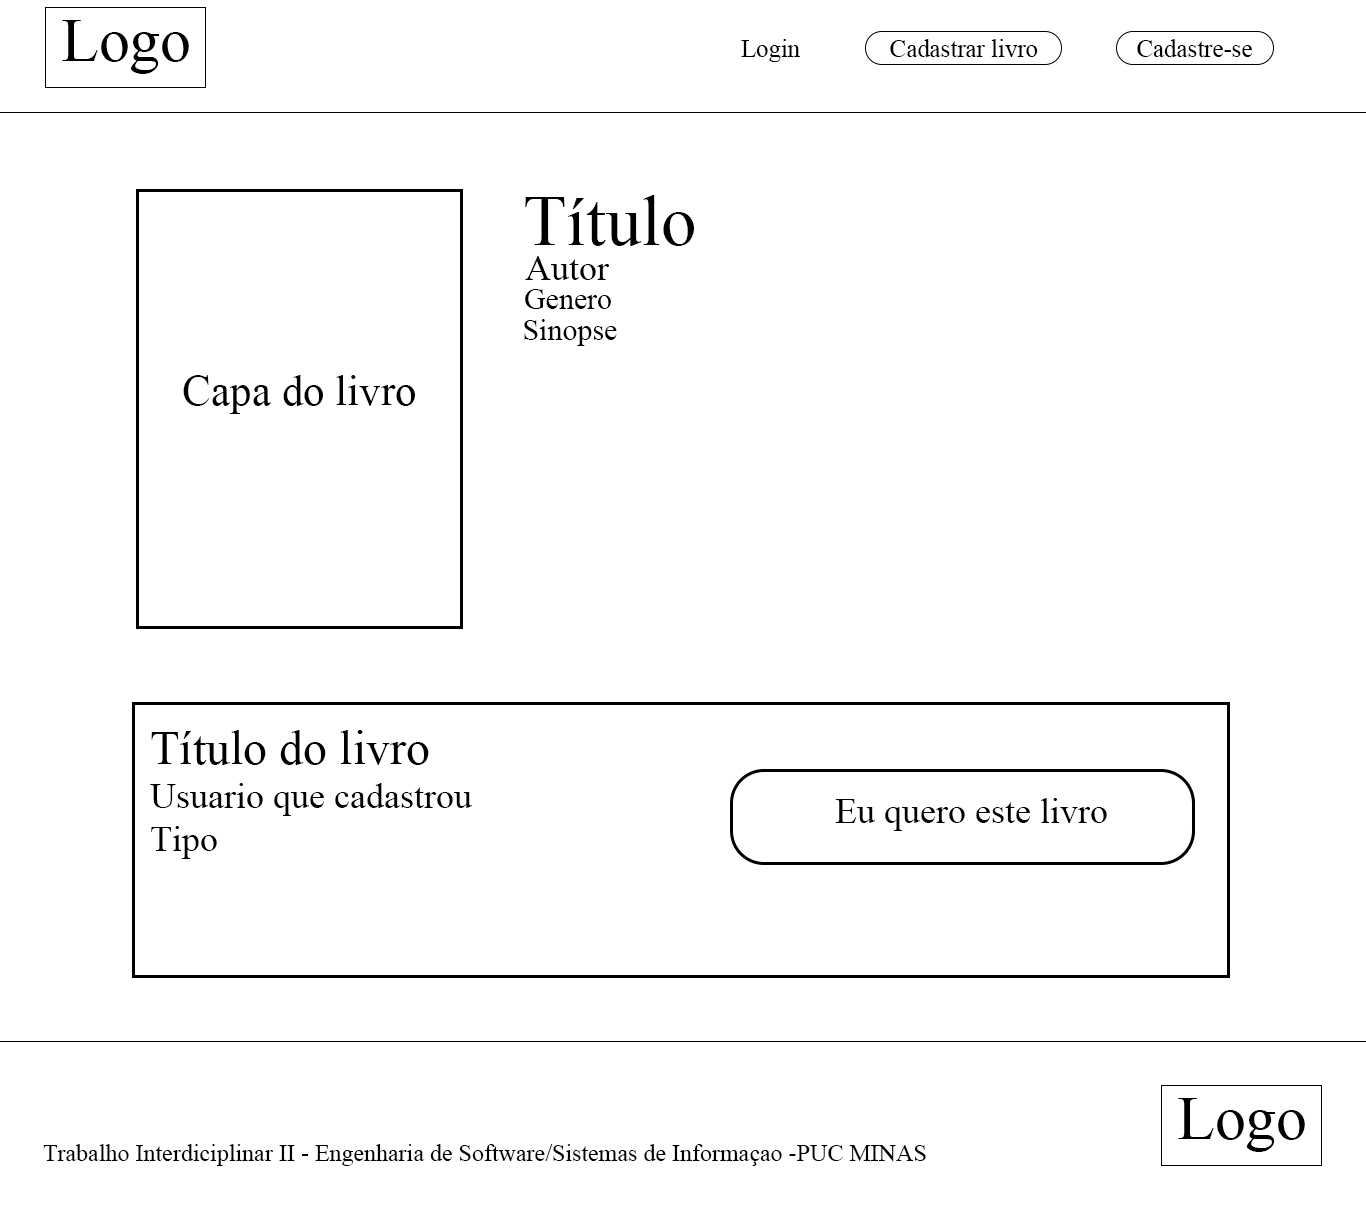 Logo
Login
Cadastrar livro
Cadastre-se
Título
Autor
Genero
Sinopse
Capa do livro
Título do livro
Usuario que cadastrou
Tipo
Eu quero este livro
Logo
Trabalho Interdiciplinar II - Engenharia de Software/Sistemas de Informaçao -PUC MINAS